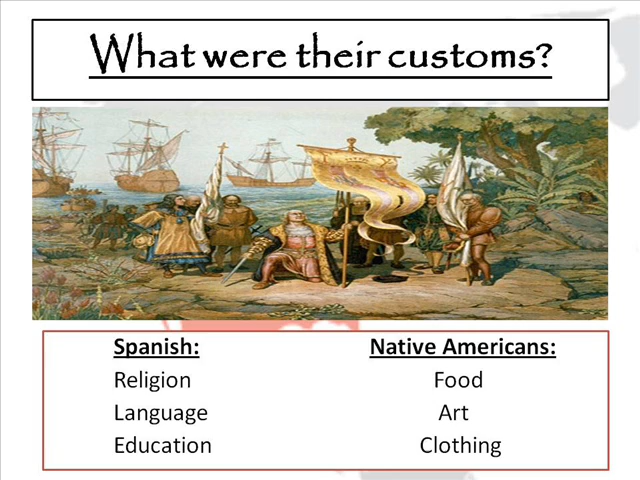 What were their customs?
Spanish:
Religion
Language
Education
Native Americans:
Food
Art
Clothing